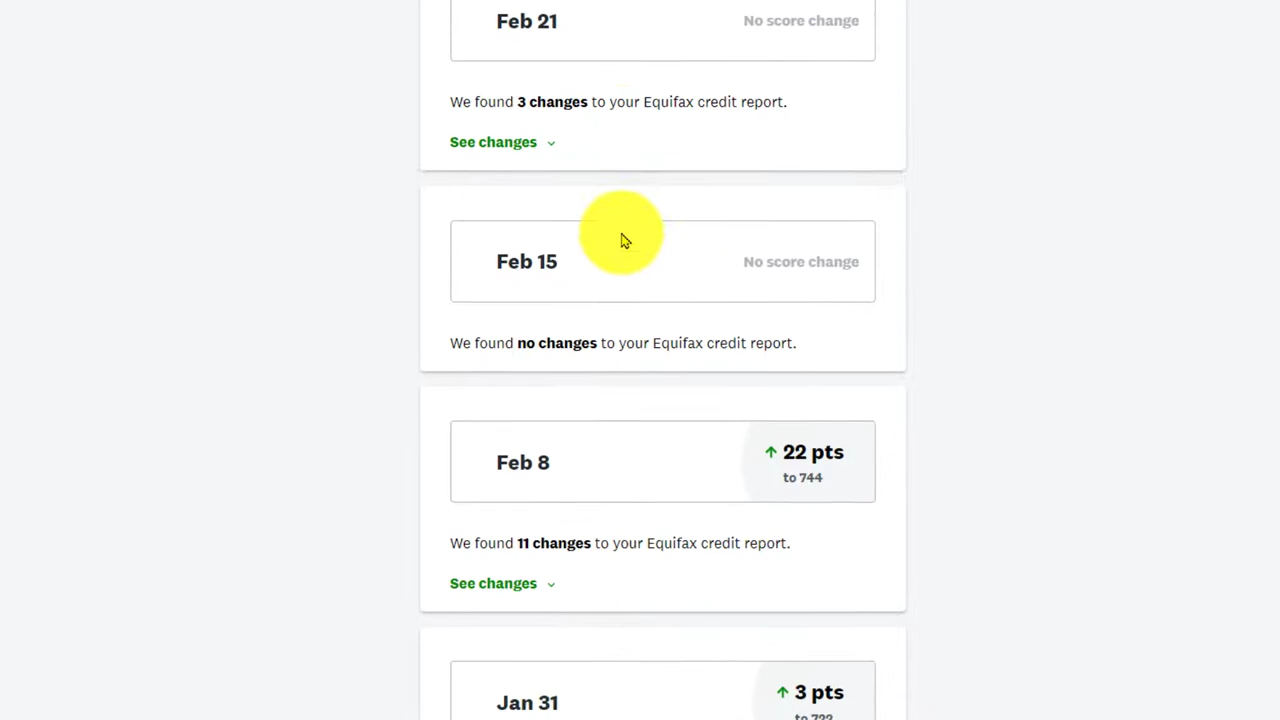 Feb 21
No score change
We found 3 changes to your Equifax credit report.
See changes
Feb 15
No score change
We found no changes to your Equifax credit report.
Feb 8
22 pts
to 744
We found 11 changes to your Equifax credit report.
See changes
Jan 31
3 pts
to 722